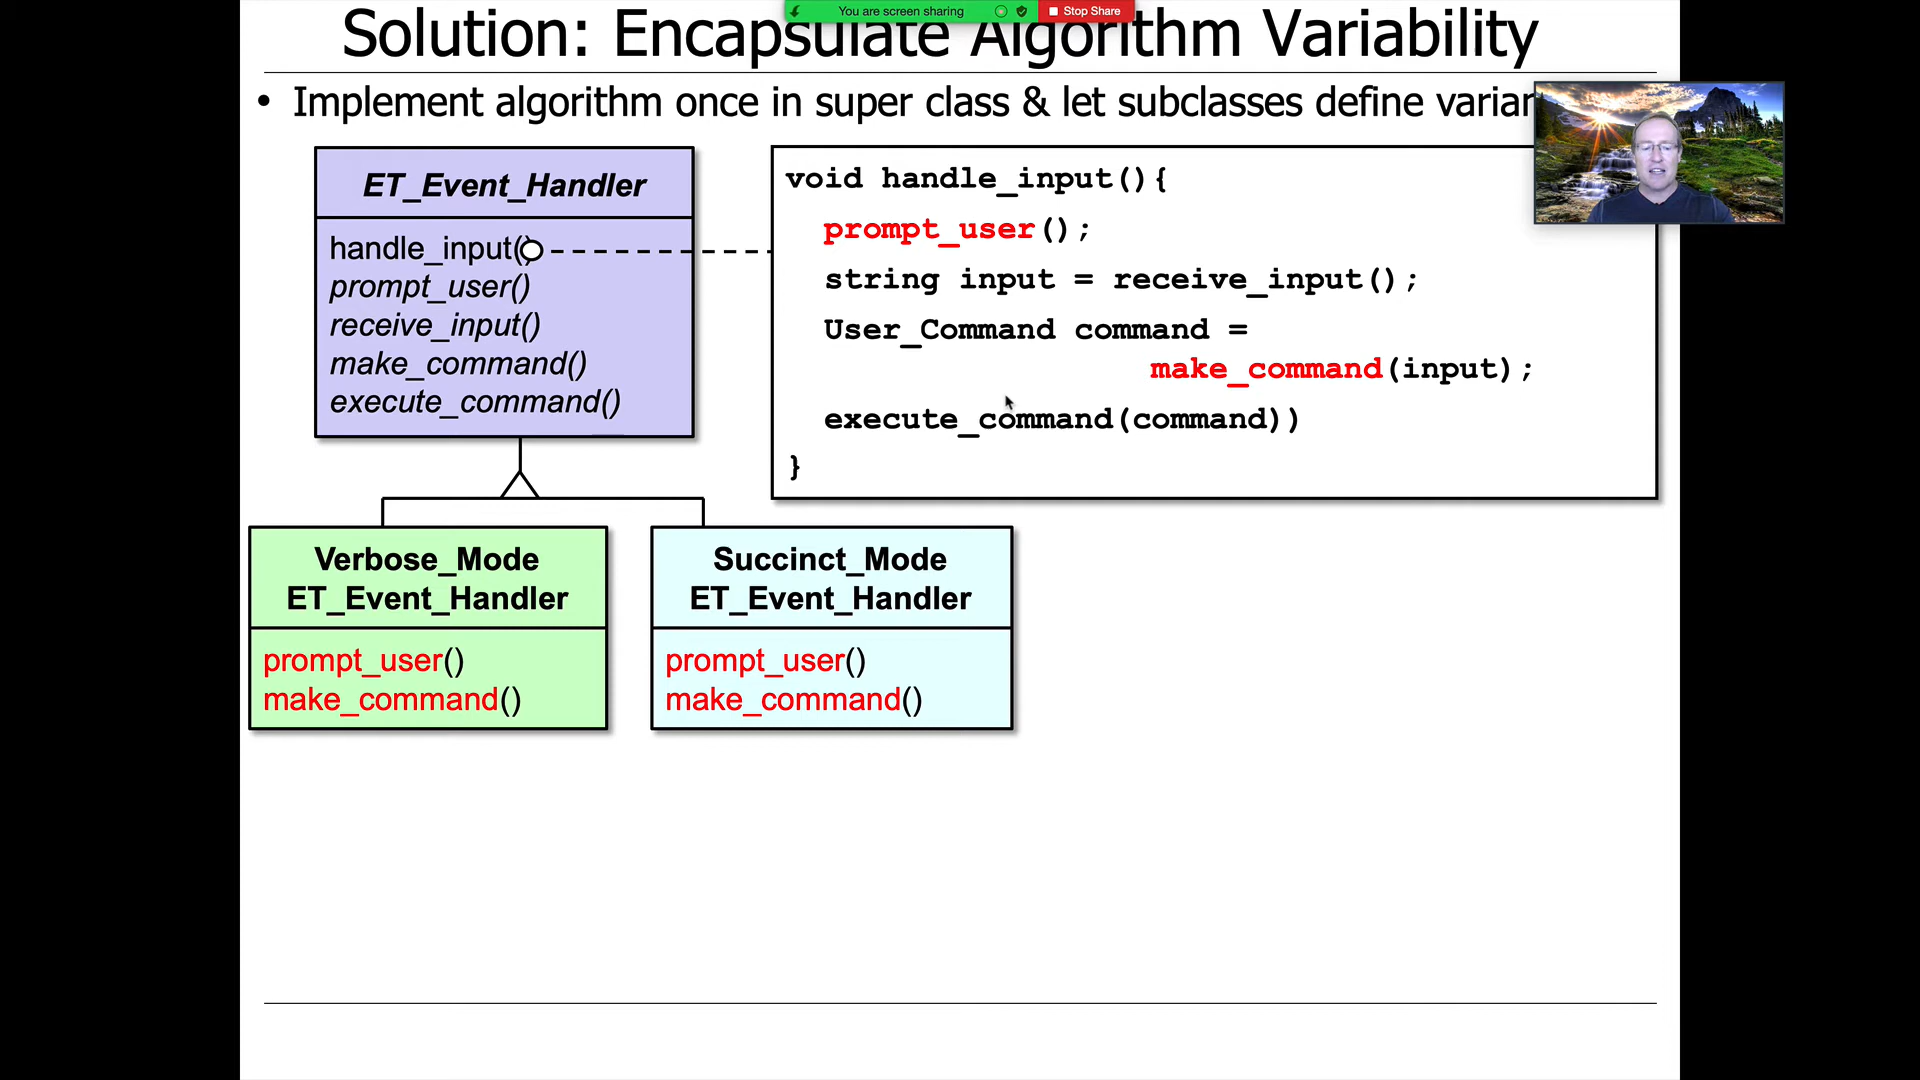 You are screen sharing
Stop Share
Solution: Encapsulate Algorithm Variability
• Implement algorithm once in super class & let subclasses define
ET_Event_Handler
handle_input()
prompt_user()
receive_input()
make_command()
execute_command()
void handle_input(){
prompt_user();
string input = receive_input();
User_Command command =
make_command(input);
execute_command(command))
}
Verbose_Mode
ET_Event_Handler
prompt_user()
make_command()
Succinct_Mode
ET_Event_Handler
prompt_user()
make_command()